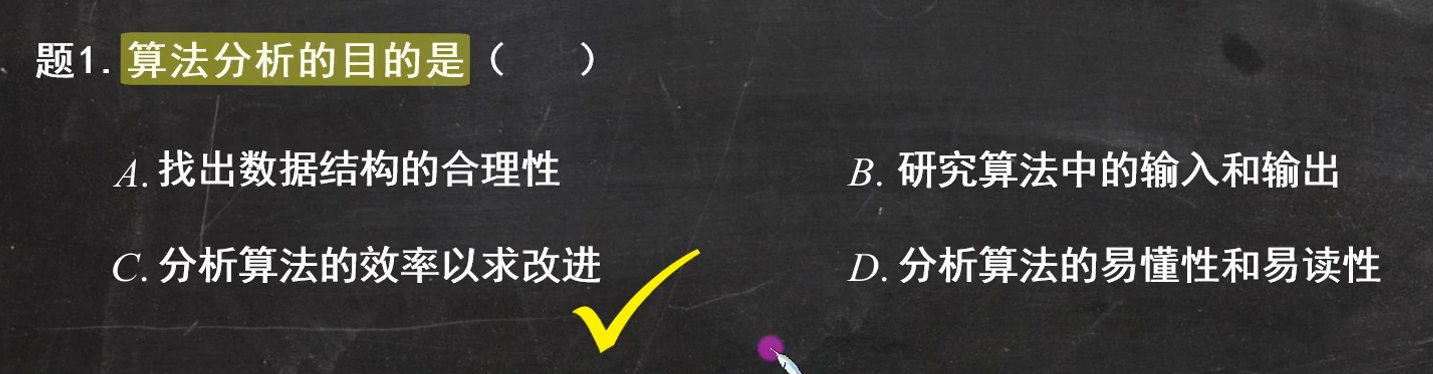 题1. 算法分析的目的是（　　）
A. 找出数据结构的合理性　　B. 研究算法中的输入和输出
C. 分析算法的效率以求改进　　D. 分析算法的易懂性和易读性